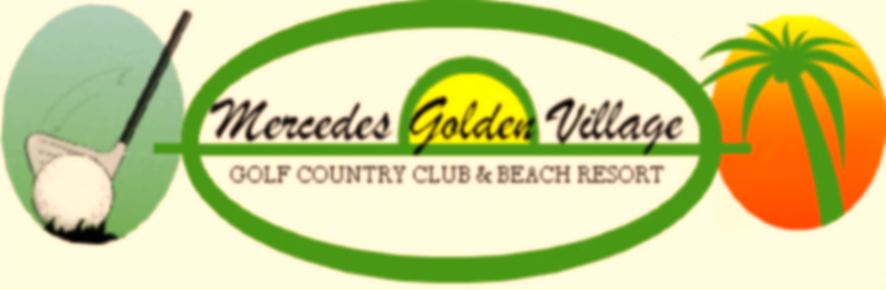 Mercedes Golden Village
GOLF COUNTRY CLUB & BEACH RESORT